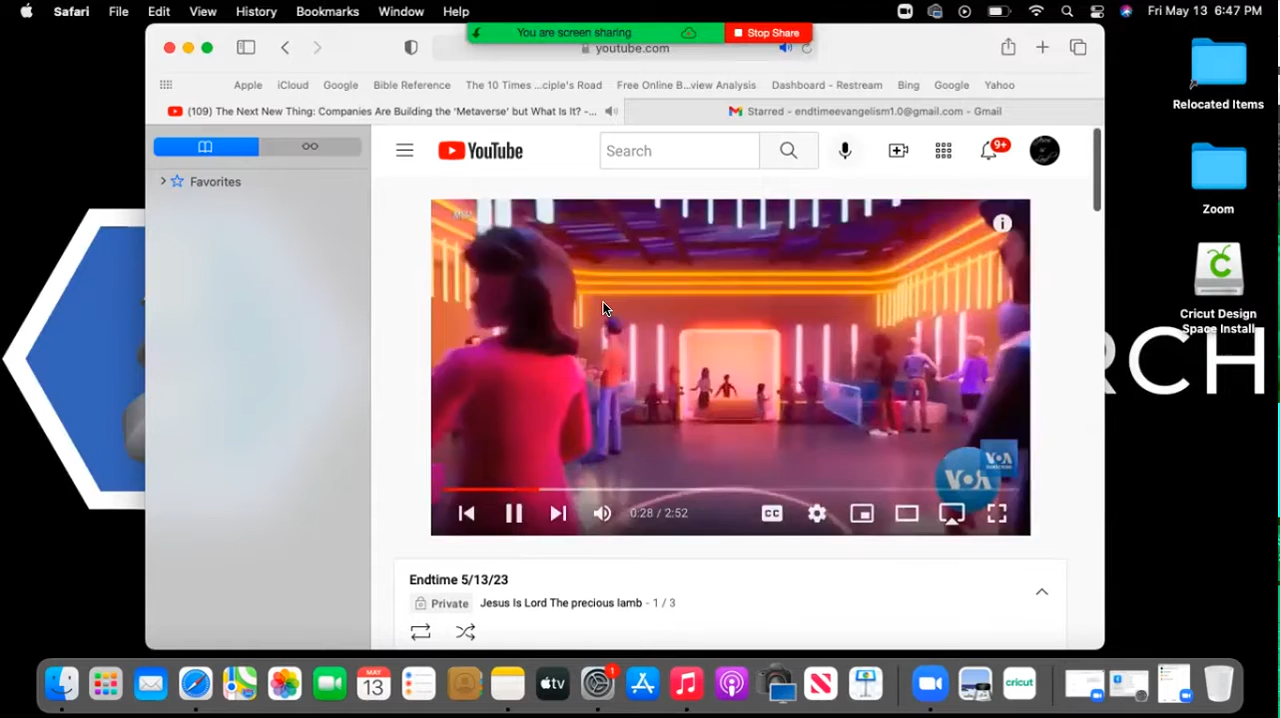 Safari File Edit View History Bookmarks Window Help Fri May 13 6:47 PM
You are screen sharing Stop Share
youtube.com
Apple iCloud Google Bible Reference The 10 Times ...ciple's Road Free Online B...view Analysis Dashboard - Restream Bing Google Yahoo
(109) The Next New Thing: Companies Are Building the 'Metaverse' but What Is It? -... Starred - endtimeevangelism1.0@gmail.com - Gmail
YouTube Search 9+
Favorites
Relocated Items
Zoom
Cricut Design
Space Install
RCH
VOA
VOA
SUBSCRIBE
0:28 / 2:52 CC
Endtime 5/13/23
Private Jesus Is Lord The precious lamb - 1 / 3
MAY
13
tv
1
cricut